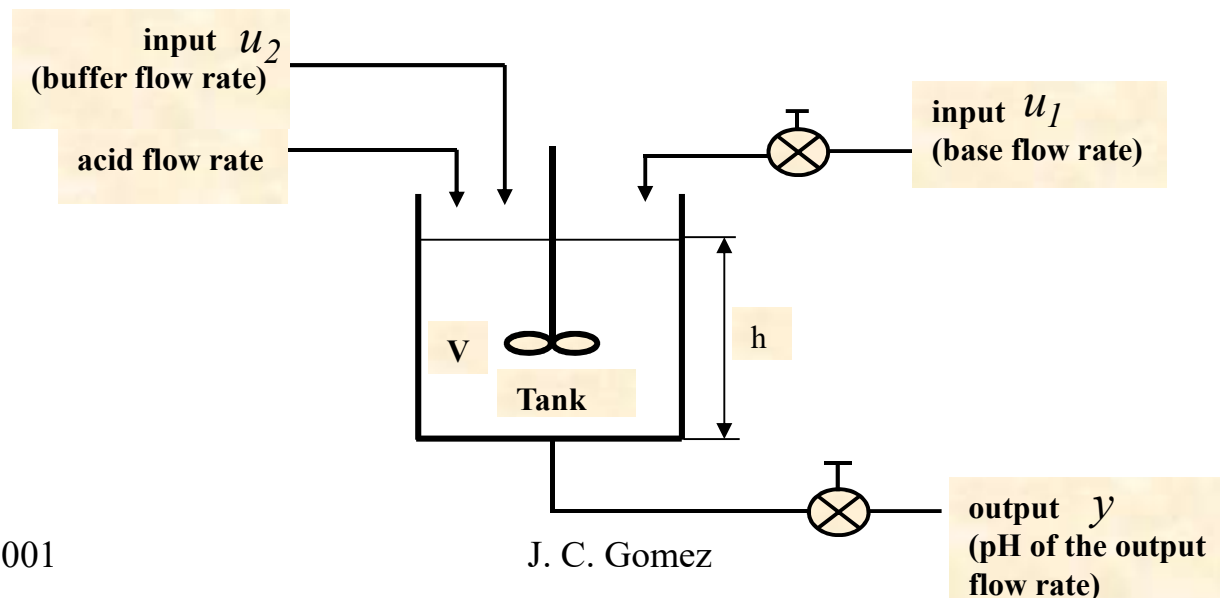 input u₂
(buffer flow rate)
acid flow rate
input u₁
(base flow rate)
V
h
Tank
output y
(pH of the output
flow rate)
001
J. C. Gomez